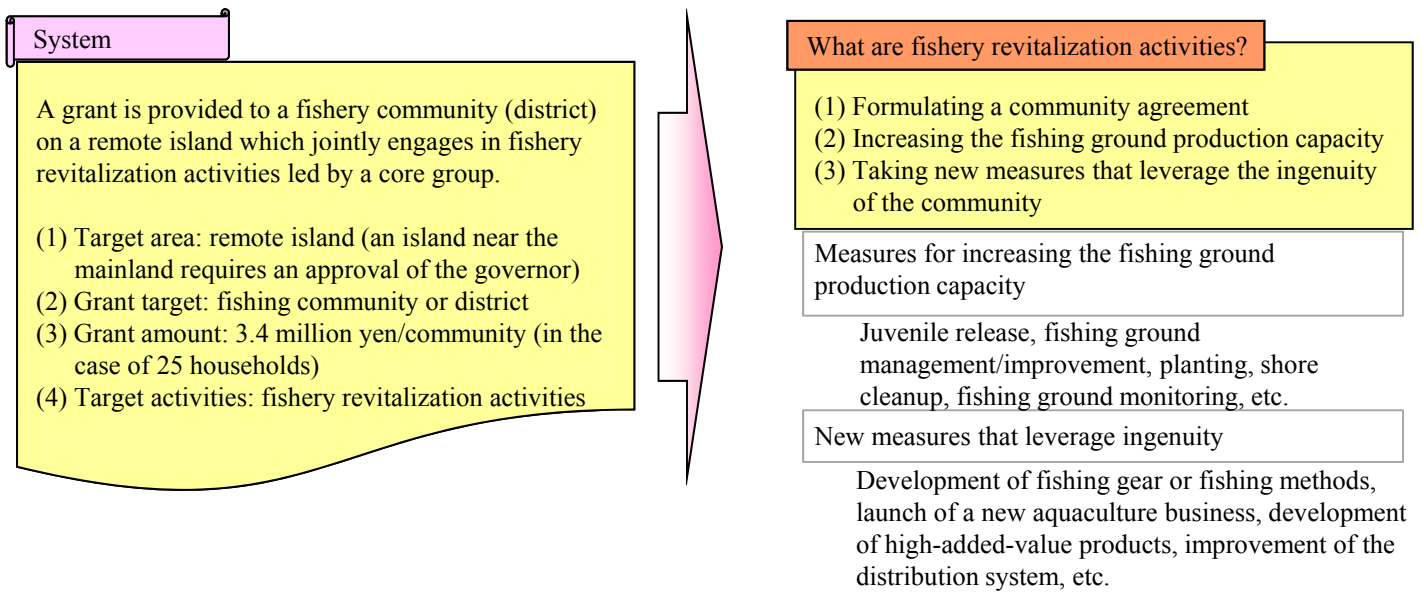 System
A grant is provided to a fishery community (district)
on a remote island which jointly engages in fishery
revitalization activities led by a core group.
(1) Target area: remote island (an island near the
mainland requires an approval of the governor)
(2) Grant target: fishing community or district
(3) Grant amount: 3.4 million yen/community (in the
case of 25 households)
(4) Target activities: fishery revitalization activities
What are fishery revitalization activities?
(1) Formulating a community agreement
(2) Increasing the fishing ground production capacity
(3) Taking new measures that leverage the ingenuity
of the community
Measures for increasing the fishing ground
production capacity
Juvenile release, fishing ground
management/improvement, planting, shore
cleanup, fishing ground monitoring, etc.
New measures that leverage ingenuity
Development of fishing gear or fishing methods,
launch of a new aquaculture business, development
of high-added-value products, improvement of the
distribution system, etc.